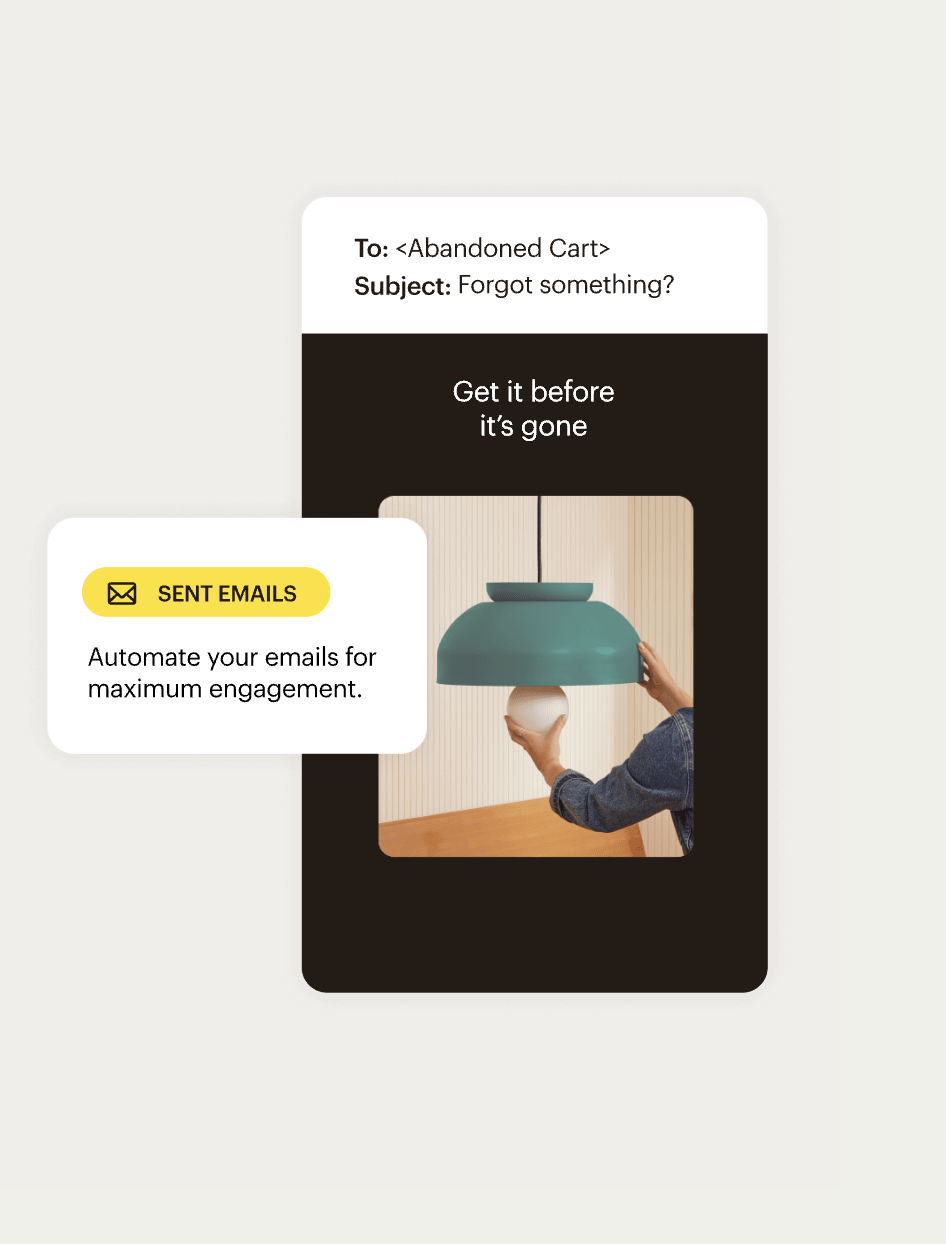 To: <Abandoned Cart>
Subject: Forgot something?
Get it before
it’s gone
SENT EMAILS
Automate your emails for
maximum engagement.